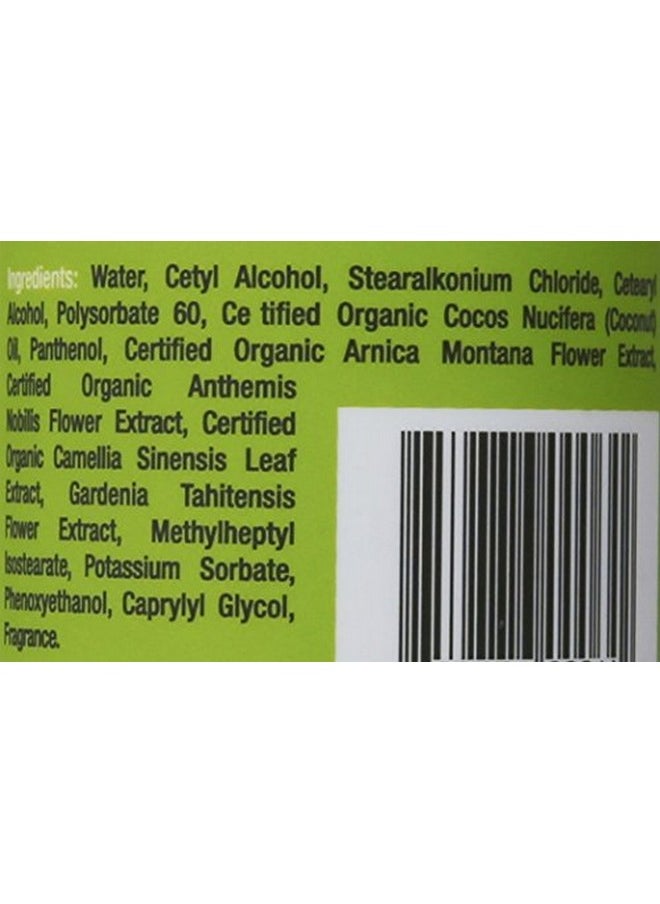 Ingredients: Water, Cetyl Alcohol, Stearalkonium Chloride, Cetearyl
Alcohol, Polysorbate 60, Ce tified Organic Cocos Nucifera (Coconut)
Oil, Panthenol, Certified Organic Arnica Montana Flower Extract,
Certified Organic Anthemis
Nobilis Flower Extract, Certified
Organic Camellia Sinensis Leaf
Extract, Gardenia Tahitensis
Flower Extract, Methylheptyl
Isostearate, Potassium Sorbate,
Phenoxyethanol, Caprylyl Glycol,
Fragrance.